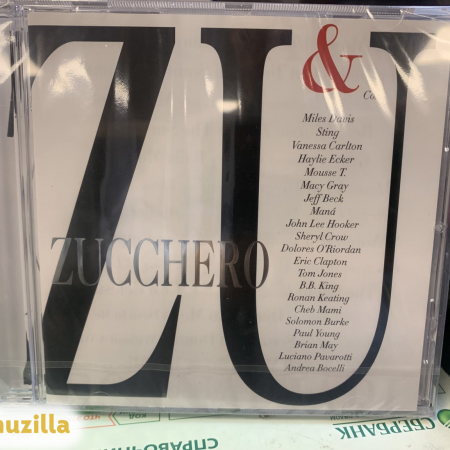 ZU
&
Co.
Miles Davis
Sting
Vanessa Carlton
Haylie Ecker
Mousse T.
Macy Gray
Jeff Beck
Maná
John Lee Hooker
Sheryl Crow
Dolores O'Riordan
Eric Clapton
Tom Jones
B.B. King
Ronan Keating
Cheb Mami
Solomon Burke
Paul Young
Brian May
Luciano Pavarotti
Andrea Bocelli
ZUCCHERO
nuzilla
СБЕРБАНК